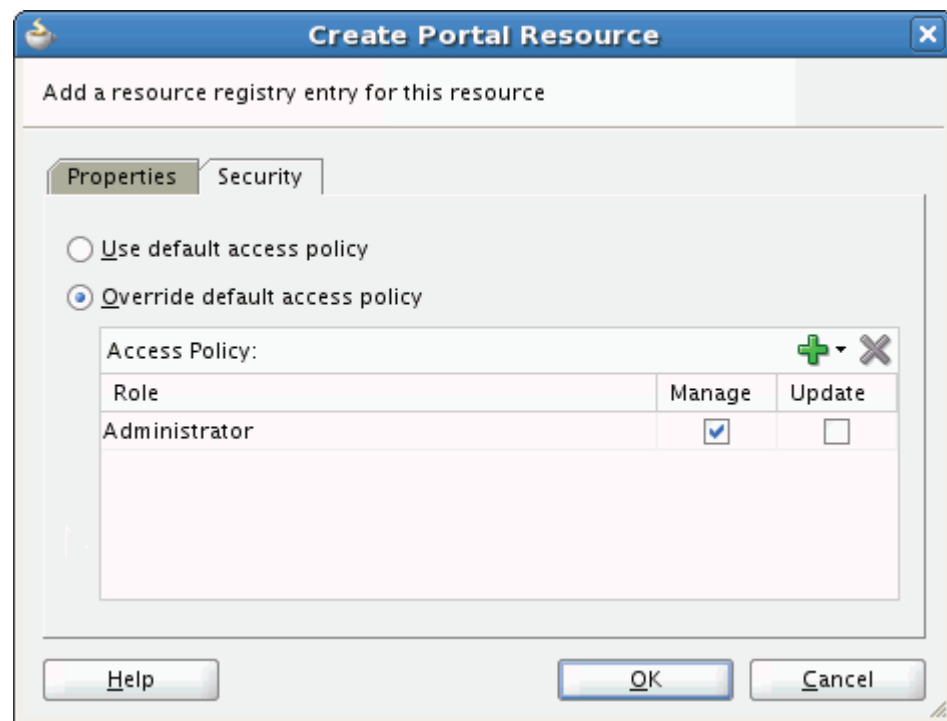 Create Portal Resource
Add a resource registry entry for this resource
Properties Security
Use default access policy
Override default access policy
Access Policy:
Role Manage Update
Administrator
Help OK Cancel